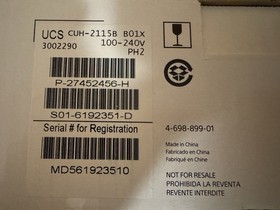 UCS CUH-2115B B01X
3002290 100-240V
PH2
P-27452456-H
S01-6192351-D
Serial # for Registration
MD561923510
4-698-899-01
Made in China
Fabricado en China
Fabriqué en Chine
NOT FOR RESALE
PROHIBIDA LA REVENTA
REVENTE INTERDITE